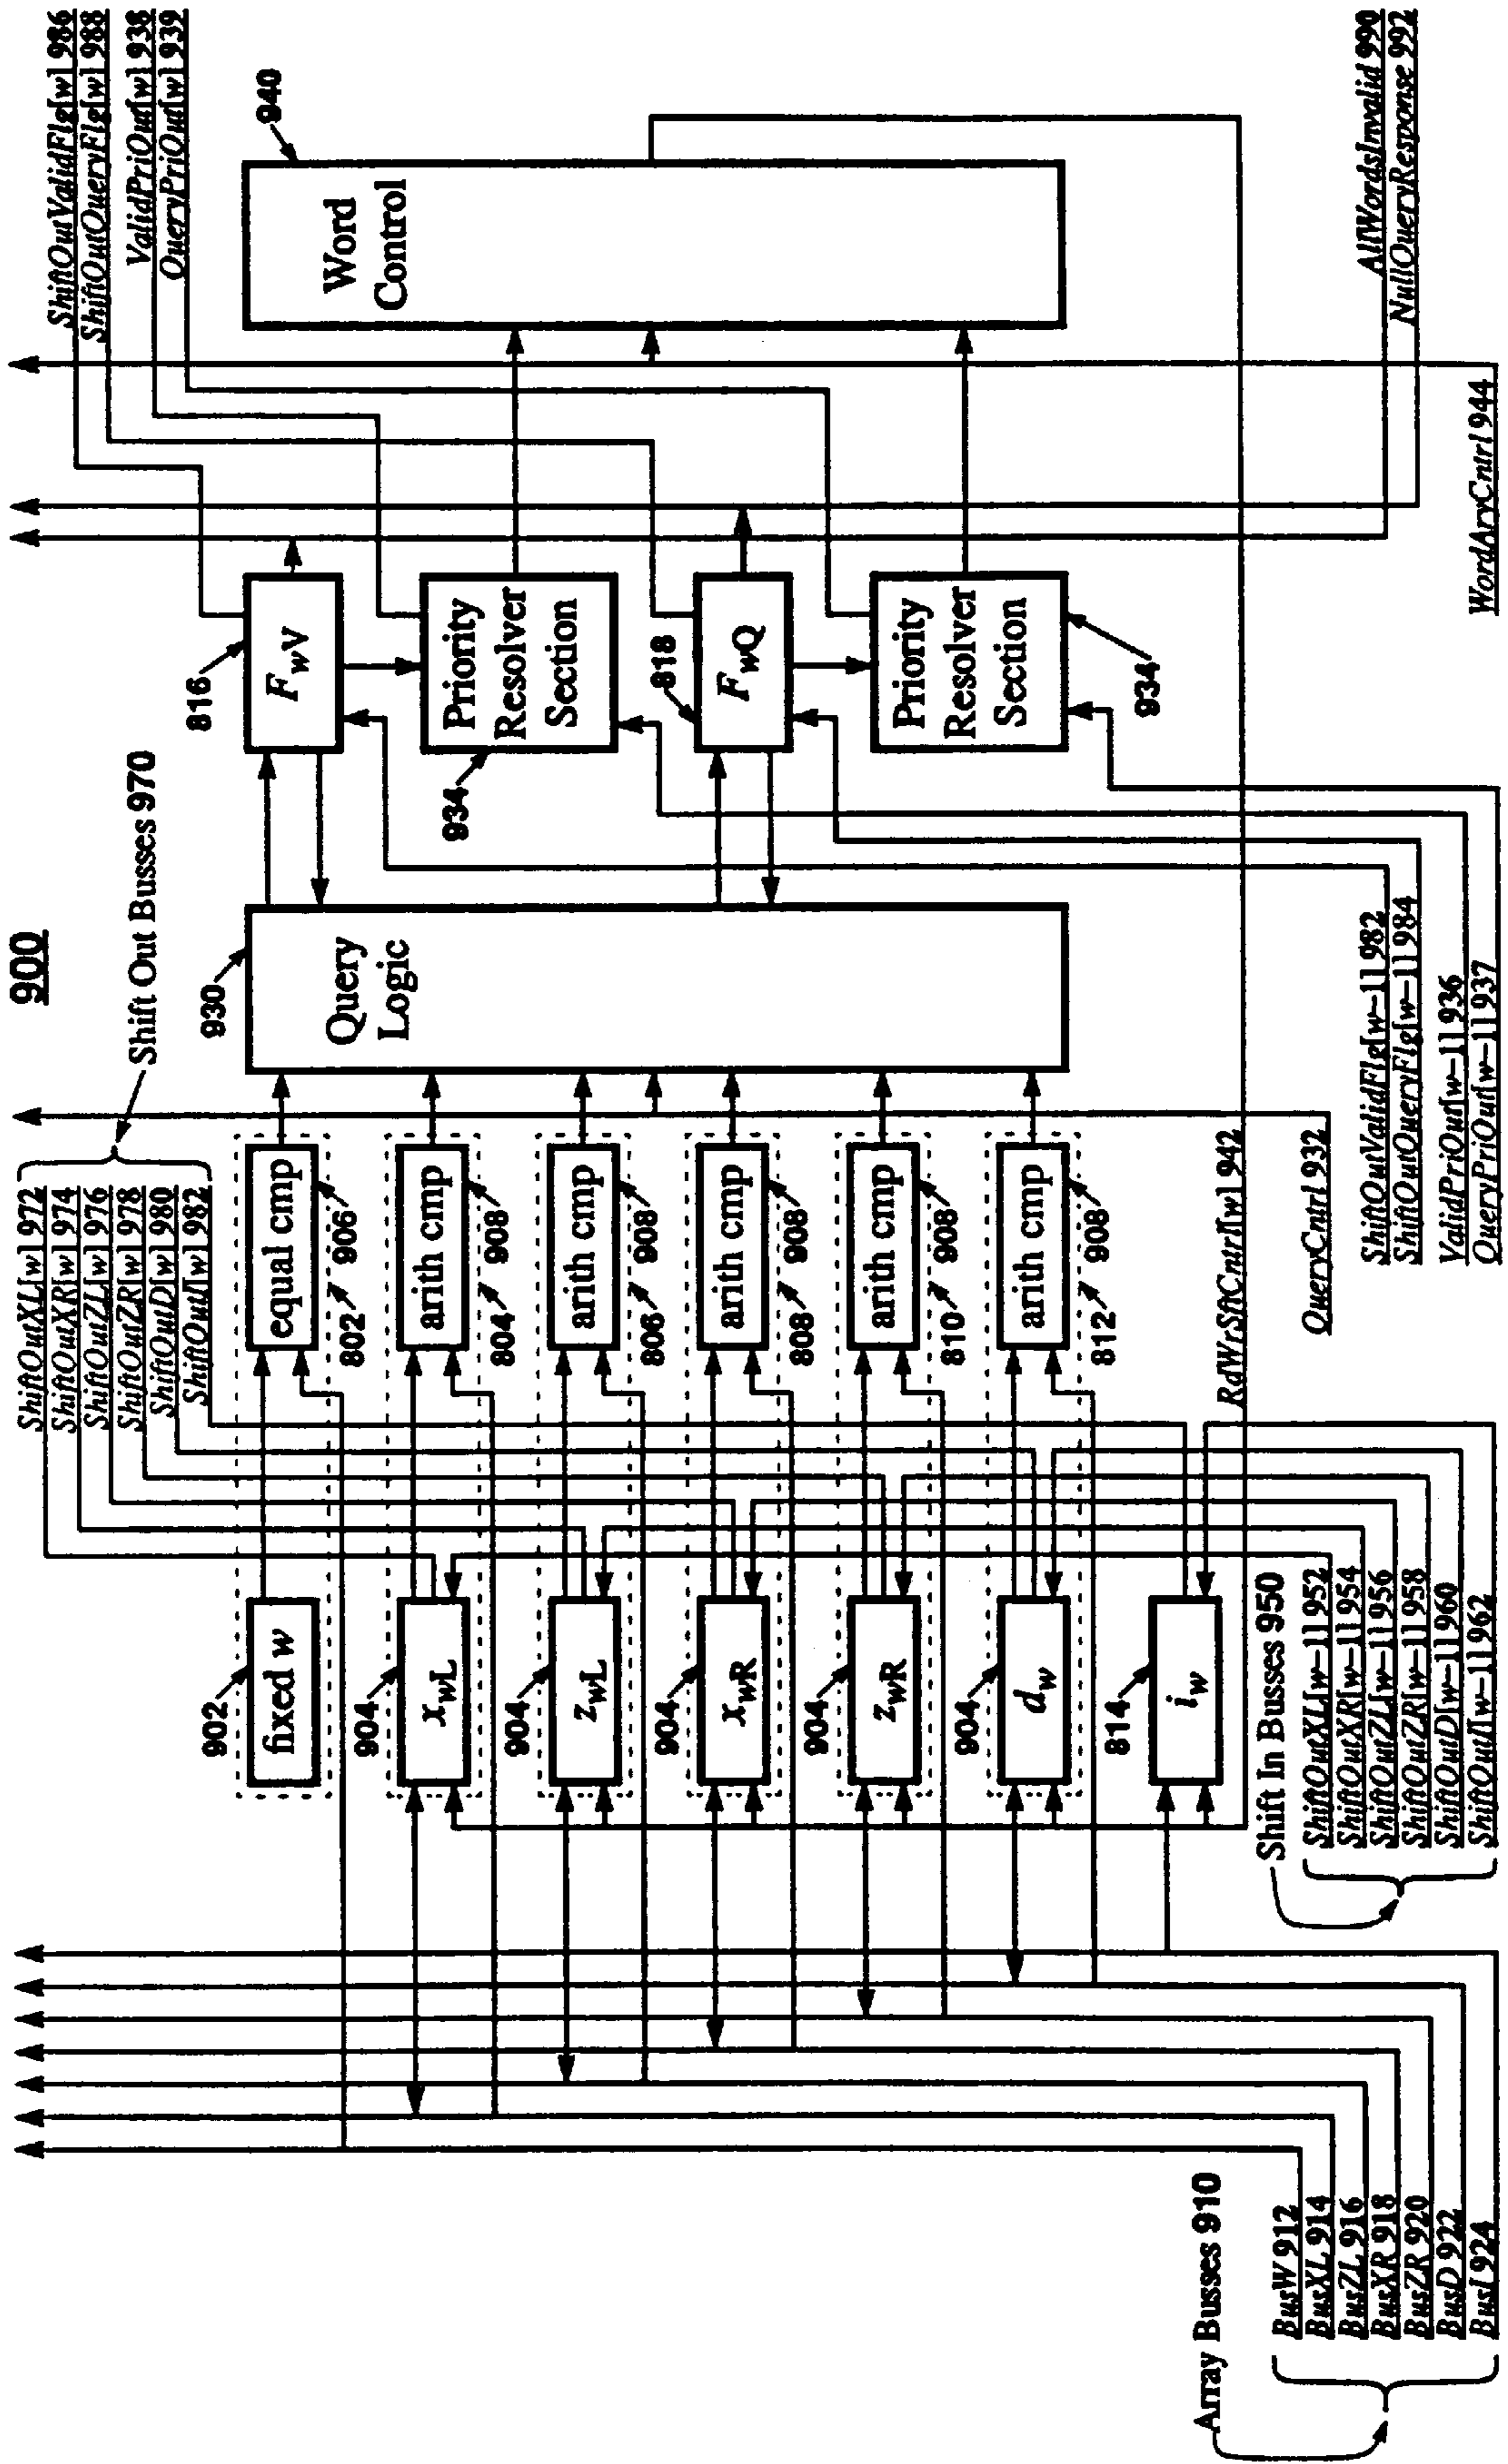 900
Shift Out Busses 970
ShiftOutXL[w] 972
ShiftOutXR[w] 974
ShiftOutZL[w] 976
ShiftOutZR[w] 978
ShiftOutD[w] 980
ShiftOutI[w] 982
ShiftOutValidFlg[w] 986
ShiftOutQueryFlg[w] 988
ValidPriOut[w] 938
QueryPriOut[w] 939
902
fixed w
equal cmp
802
906
904
xwL
arith cmp
804
908
904
zwL
arith cmp
806
908
904
xwR
arith cmp
808
908
904
zwR
arith cmp
810
908
904
dw
arith cmp
812
908
814
iw
930
Query
Logic
816
FwV
934
Priority
Resolver
Section
818
FwQ
Priority
Resolver
Section
934
940
Word
Control
Array Busses 910
BusW 912
BusXL 914
BusZL 916
BusXR 918
BusZR 920
BusD 922
BusI 924
Shift In Busses 950
ShiftOutXL[w–1] 952
ShiftOutXR[w–1] 954
ShiftOutZL[w–1] 956
ShiftOutZR[w–1] 958
ShiftOutD[w–1] 960
ShiftOutI[w–1] 962
RdWrSftCntrl[w] 942
QueryCntrl 932
ShiftOutValidFlg[w–1] 982
ShiftOutQueryFlg[w–1] 984
ValidPriOut[w–1] 936
QueryPriOut[w–1] 937
AllWordsInvalid 990
NullQueryResponse 992
WordAryCntrl 944